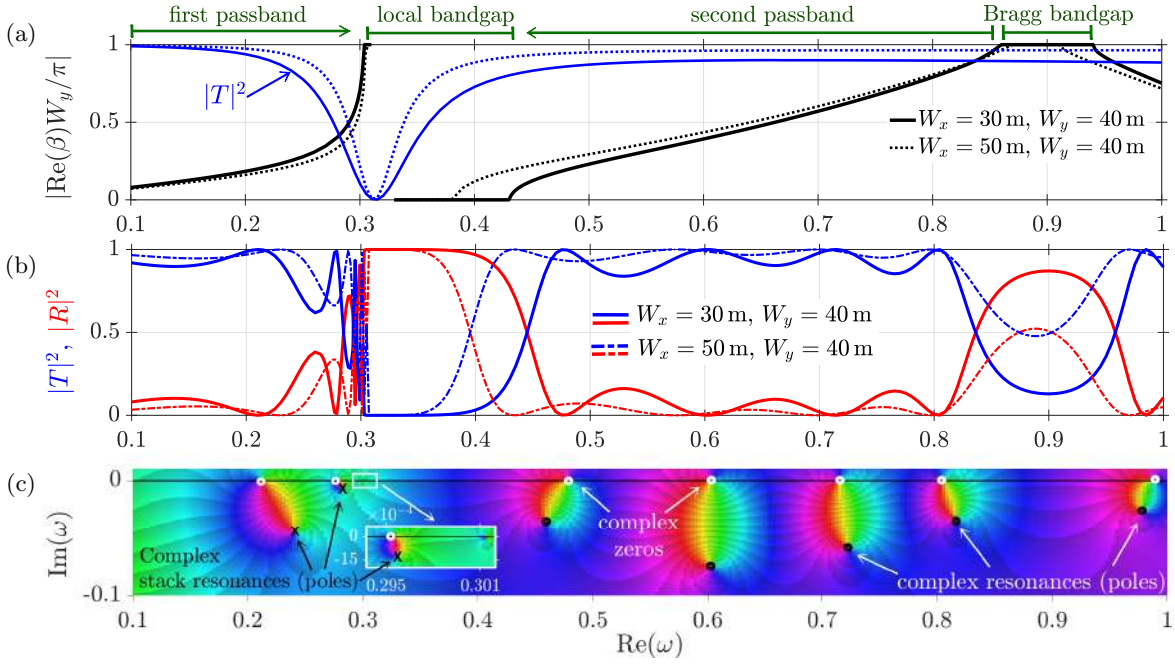 first passband local bandgap second passband Bragg bandgap
(a)
|Re(β)W_y/π|
1
0.5
0
|T|²
W_x = 30 m, W_y = 40 m
W_x = 50 m, W_y = 40 m
0.1 0.2 0.3 0.4 0.5 0.6 0.7 0.8 0.9 1
(b)
|T|², |R|²
1
0.5
0
W_x = 30 m, W_y = 40 m
W_x = 50 m, W_y = 40 m
0.1 0.2 0.3 0.4 0.5 0.6 0.7 0.8 0.9 1
(c)
Im(ω)
0
-0.1
×10⁻⁴
0
-15
0.295 0.301
Complex
stack resonances (poles)
complex
zeros
complex resonances (poles)
0.1 0.2 0.3 0.4 0.5 0.6 0.7 0.8 0.9 1
Re(ω)